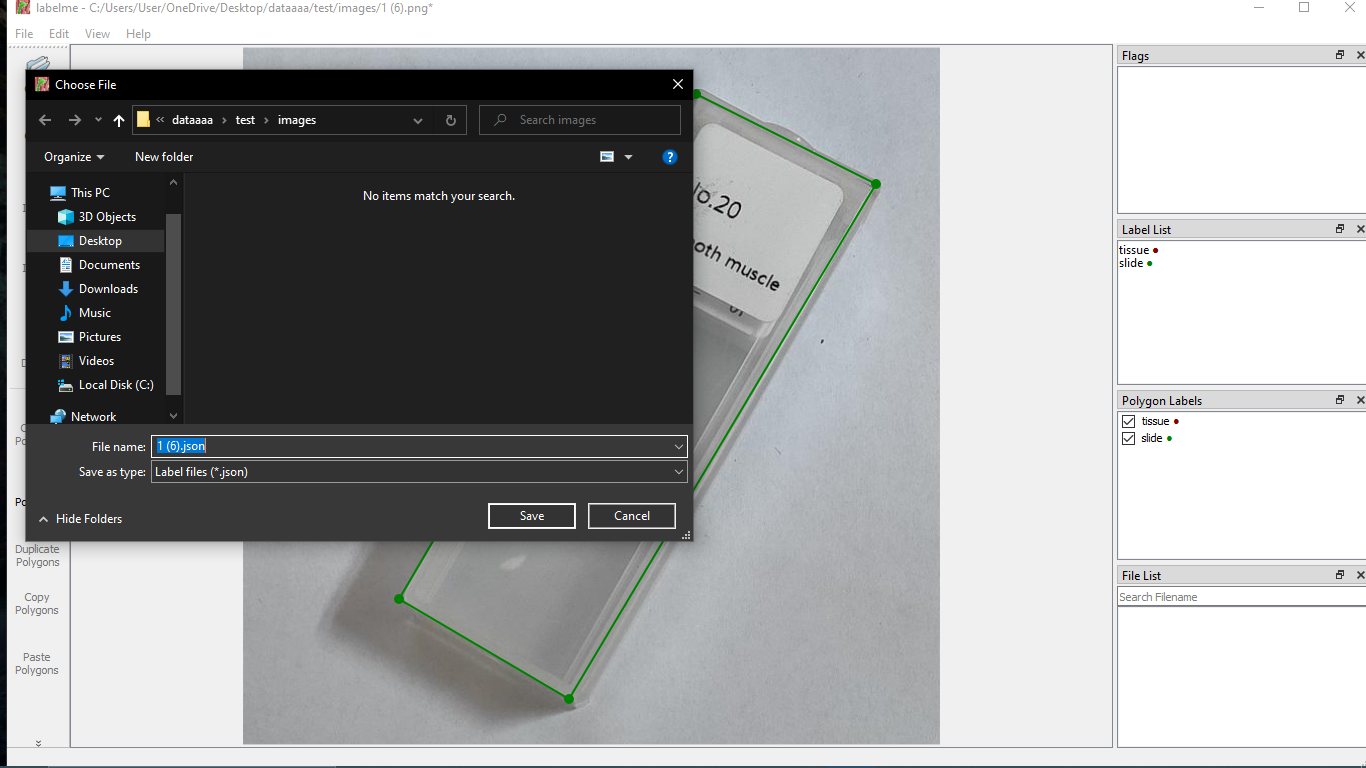 labelme - C:/Users/User/OneDrive/Desktop/dataaaa/test/images/1 (6).png*
File Edit View Help
Choose File
« dataaaa › test › images
Search images
Organize
New folder
No items match your search.
This PC
3D Objects
Desktop
Documents
Downloads
Music
Pictures
Videos
Local Disk (C:)
Network
File name: 1 (6).json
Save as type: Label files (*.json)
Hide Folders
Save
Cancel
Duplicate
Polygons
Copy
Polygons
Paste
Polygons
o.20
oth muscle
Flags
Label List
tissue
slide
Polygon Labels
tissue
slide
File List
Search Filename